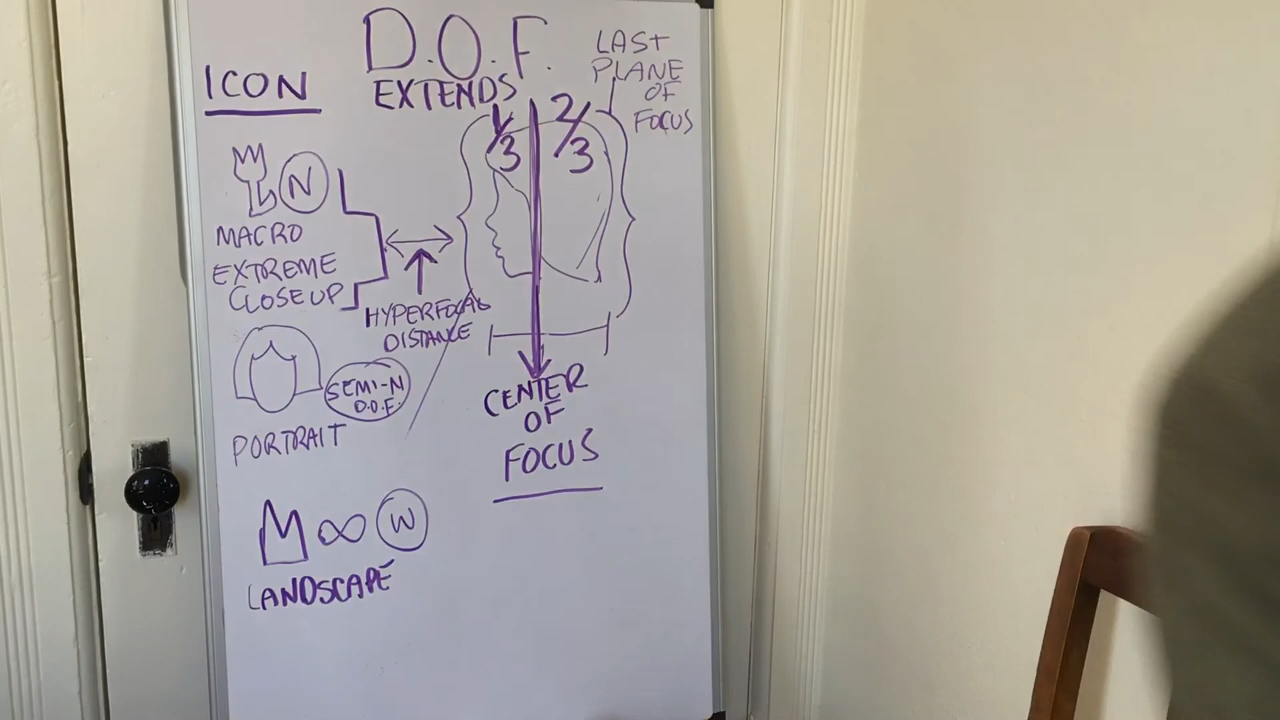 D.O.F.
EXTENDS
1/3
2/3
LAST
PLANE
OF
FOCUS
ICON
N
MACRO
EXTREME
CLOSEUP
HYPERFOCAL
DISTANCE
SEMI-N
D.O.F.
PORTRAIT
CENTER
OF
FOCUS
∞ W
LANDSCAPE